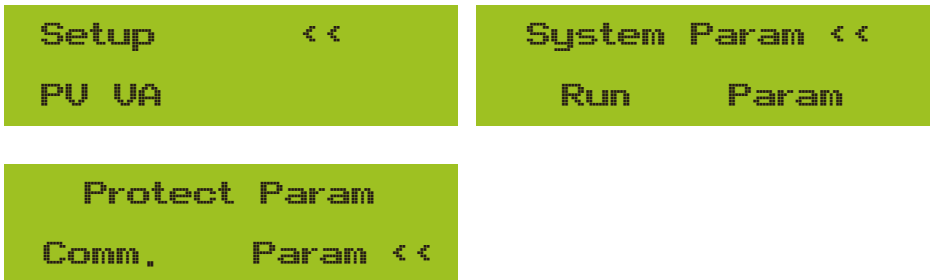 Setup <<
PV VA
System Param <<
Run Param
Protect Param
Comm. Param <<